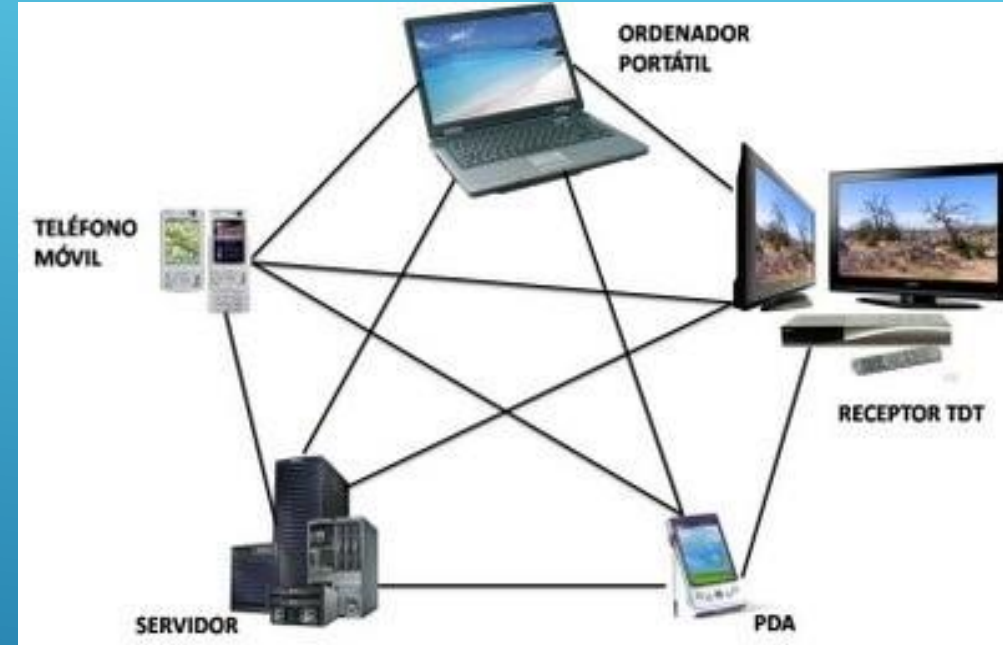 ORDENADOR
PORTÁTIL
TELÉFONO
MÓVIL
RECEPTOR TDT
SERVIDOR
PDA